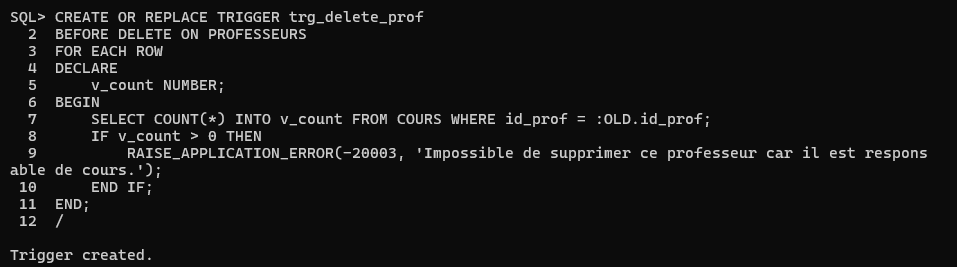 SQL> CREATE OR REPLACE TRIGGER trg_delete_prof
  2  BEFORE DELETE ON PROFESSEURS
  3  FOR EACH ROW
  4  DECLARE
  5      v_count NUMBER;
  6  BEGIN
  7      SELECT COUNT(*) INTO v_count FROM COURS WHERE id_prof = :OLD.id_prof;
  8      IF v_count > 0 THEN
  9          RAISE_APPLICATION_ERROR(-20003, 'Impossible de supprimer ce professeur car il est respons
able de cours.');
 10      END IF;
 11  END;
 12  /
Trigger created.